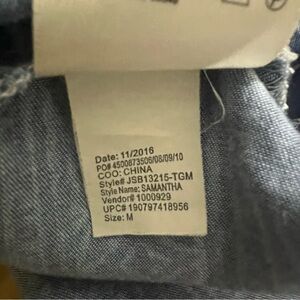 Date: 11/2016
PO# 4500873506/08/09/10
COO: CHINA
Style# JSB13215-TGM
Style Name: SAMANTHA
Vendor# 1000929
UPC# 190797418956
Size: M